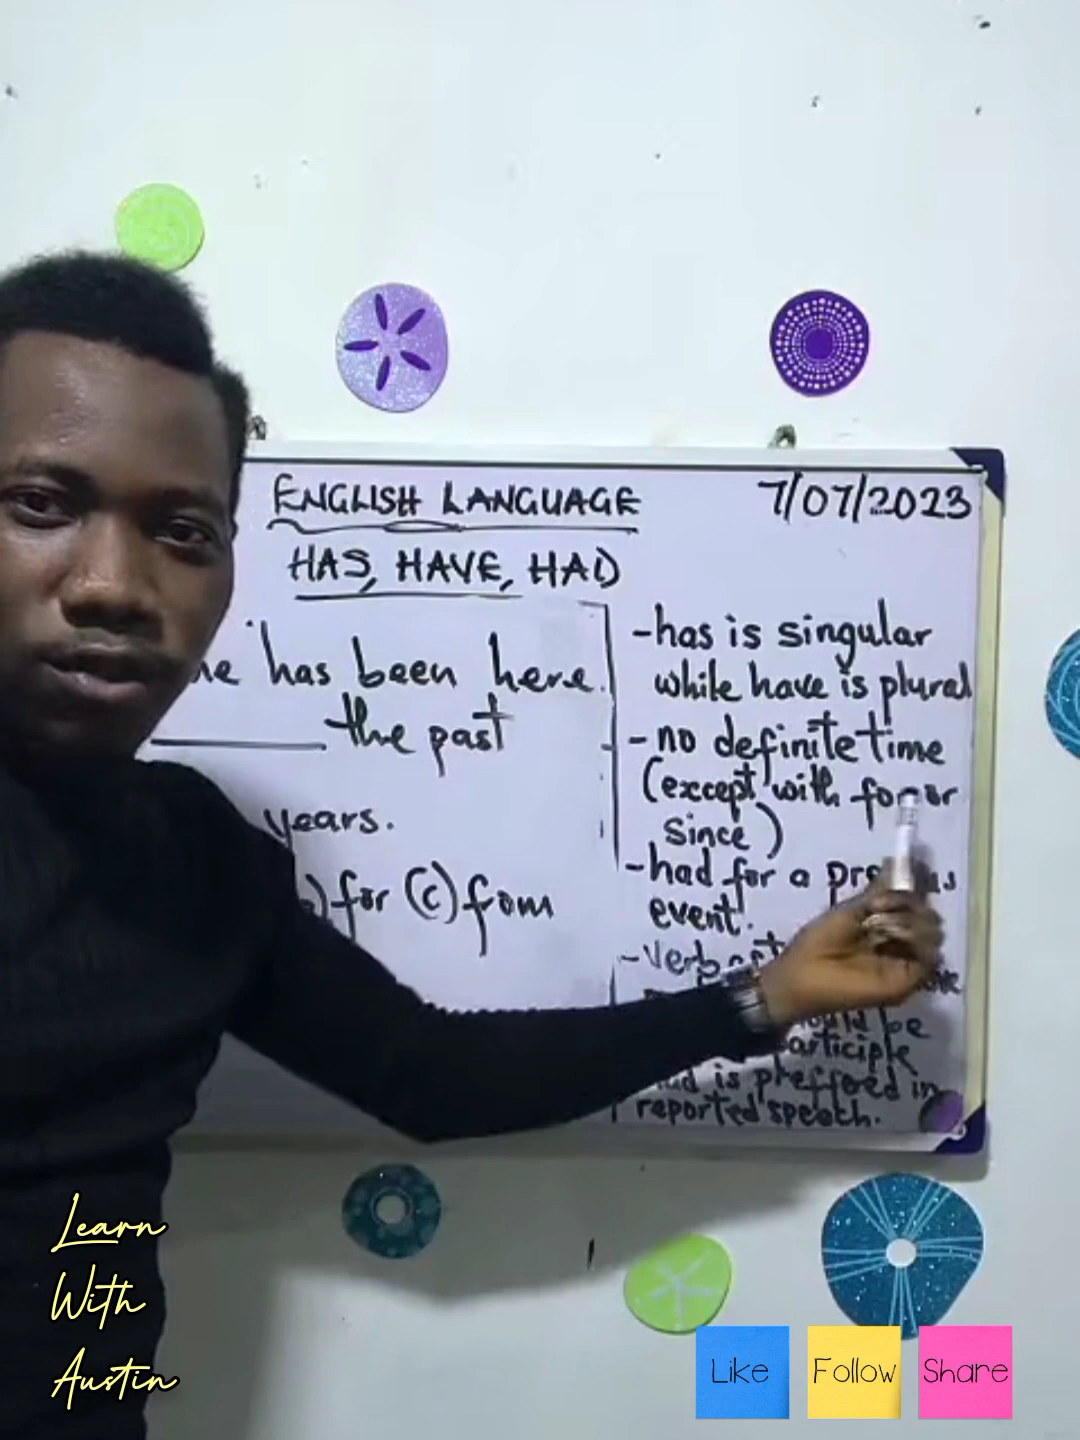 ENGLISH LANGUAGE
7/07/2023
HAS, HAVE, HAD
has been here
the past
years.
for (c) from
-has is singular
while have is plural
-no definite time
(except with for or
since)
-had for a
event.
be
participle
is preffered in
reported speech.
Learn
With
Austin
Like
Follow
Share